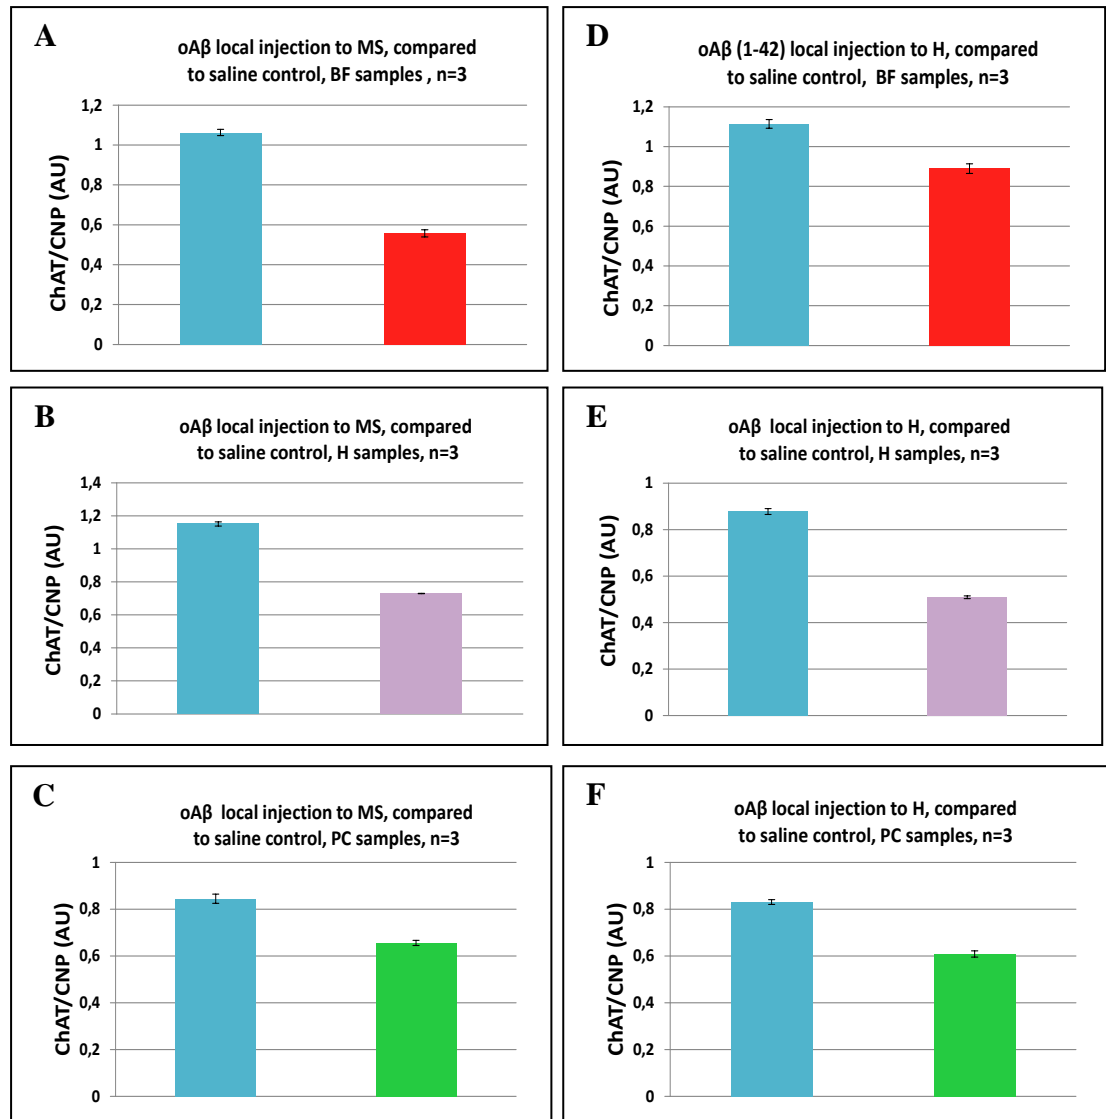 A
oAβ local injection to MS, compared
to saline control, BF samples , n=3
ChAT/CNP (AU)
1,2
1
0,8
0,6
0,4
0,2
0
D
oAβ (1-42) local injection to H, compared
to saline control, BF samples, n=3
ChAT/CNP (AU)
1,2
1
0,8
0,6
0,4
0,2
0
B
oAβ local injection to MS, compared
to saline control, H samples, n=3
ChAT/CNP (AU)
1,4
1,2
1
0,8
0,6
0,4
0,2
0
E
oAβ local injection to H, compared
to saline control, H samples, n=3
ChAT/CNP (AU)
1
0,8
0,6
0,4
0,2
0
C
oAβ local injection to MS, compared
to saline control, PC samples, n=3
ChAT/CNP (AU)
1
0,8
0,6
0,4
0,2
0
F
oAβ local injection to H, compared
to saline control, PC samples, n=3
ChAT/CNP (AU)
1
0,8
0,6
0,4
0,2
0